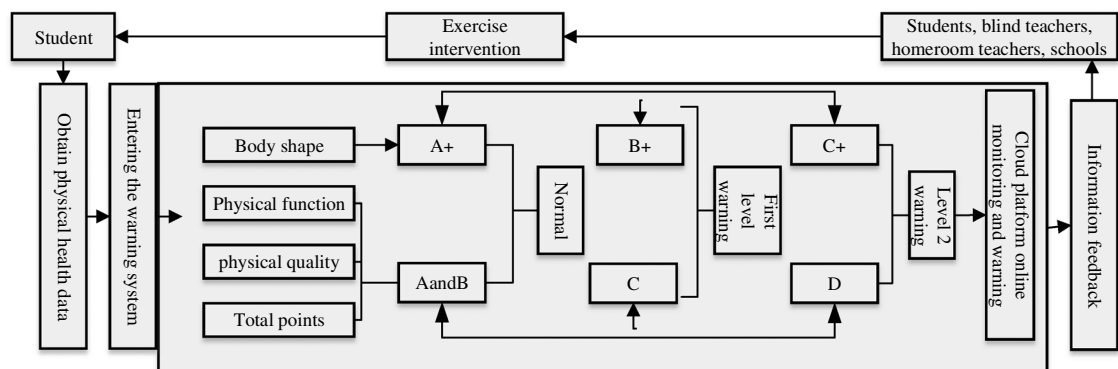 Student
Exercise
intervention
Students, blind teachers,
homeroom teachers, schools
Obtain physical health data
Entering the warning system
Body shape
Physical function
physical quality
Total points
A+
AandB
Normal
B+
C
First
level
warning
C+
D
Level 2
warning
Cloud platform online
monitoring and warning
Information feedback